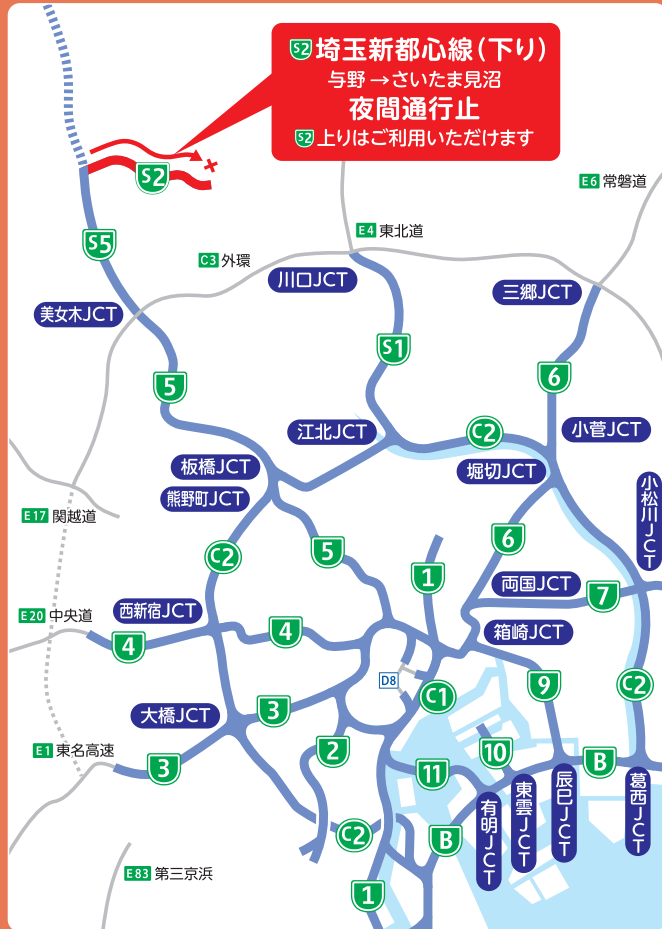 S2 埼玉新都心線(下り)
与野→さいたま見沼
夜間通行止
S2 上りはご利用いただけます
S2
E6 常磐道
E4 東北道
S5
C3 外環
川口JCT
三郷JCT
美女木JCT
S1
6
5
江北JCT
C2
小菅JCT
板橋JCT
堀切JCT
熊野町JCT
小松川JCT
E17 関越道
C2
5
6
1
両国JCT
7
西新宿JCT
E20 中央道
4
4
箱崎JCT
D8
C1
9
C2
大橋JCT
3
E1 東名高速
3
2
11
10
B
有明JCT
東雲JCT
辰巳JCT
葛西JCT
C2
B
E83 第三京浜
1